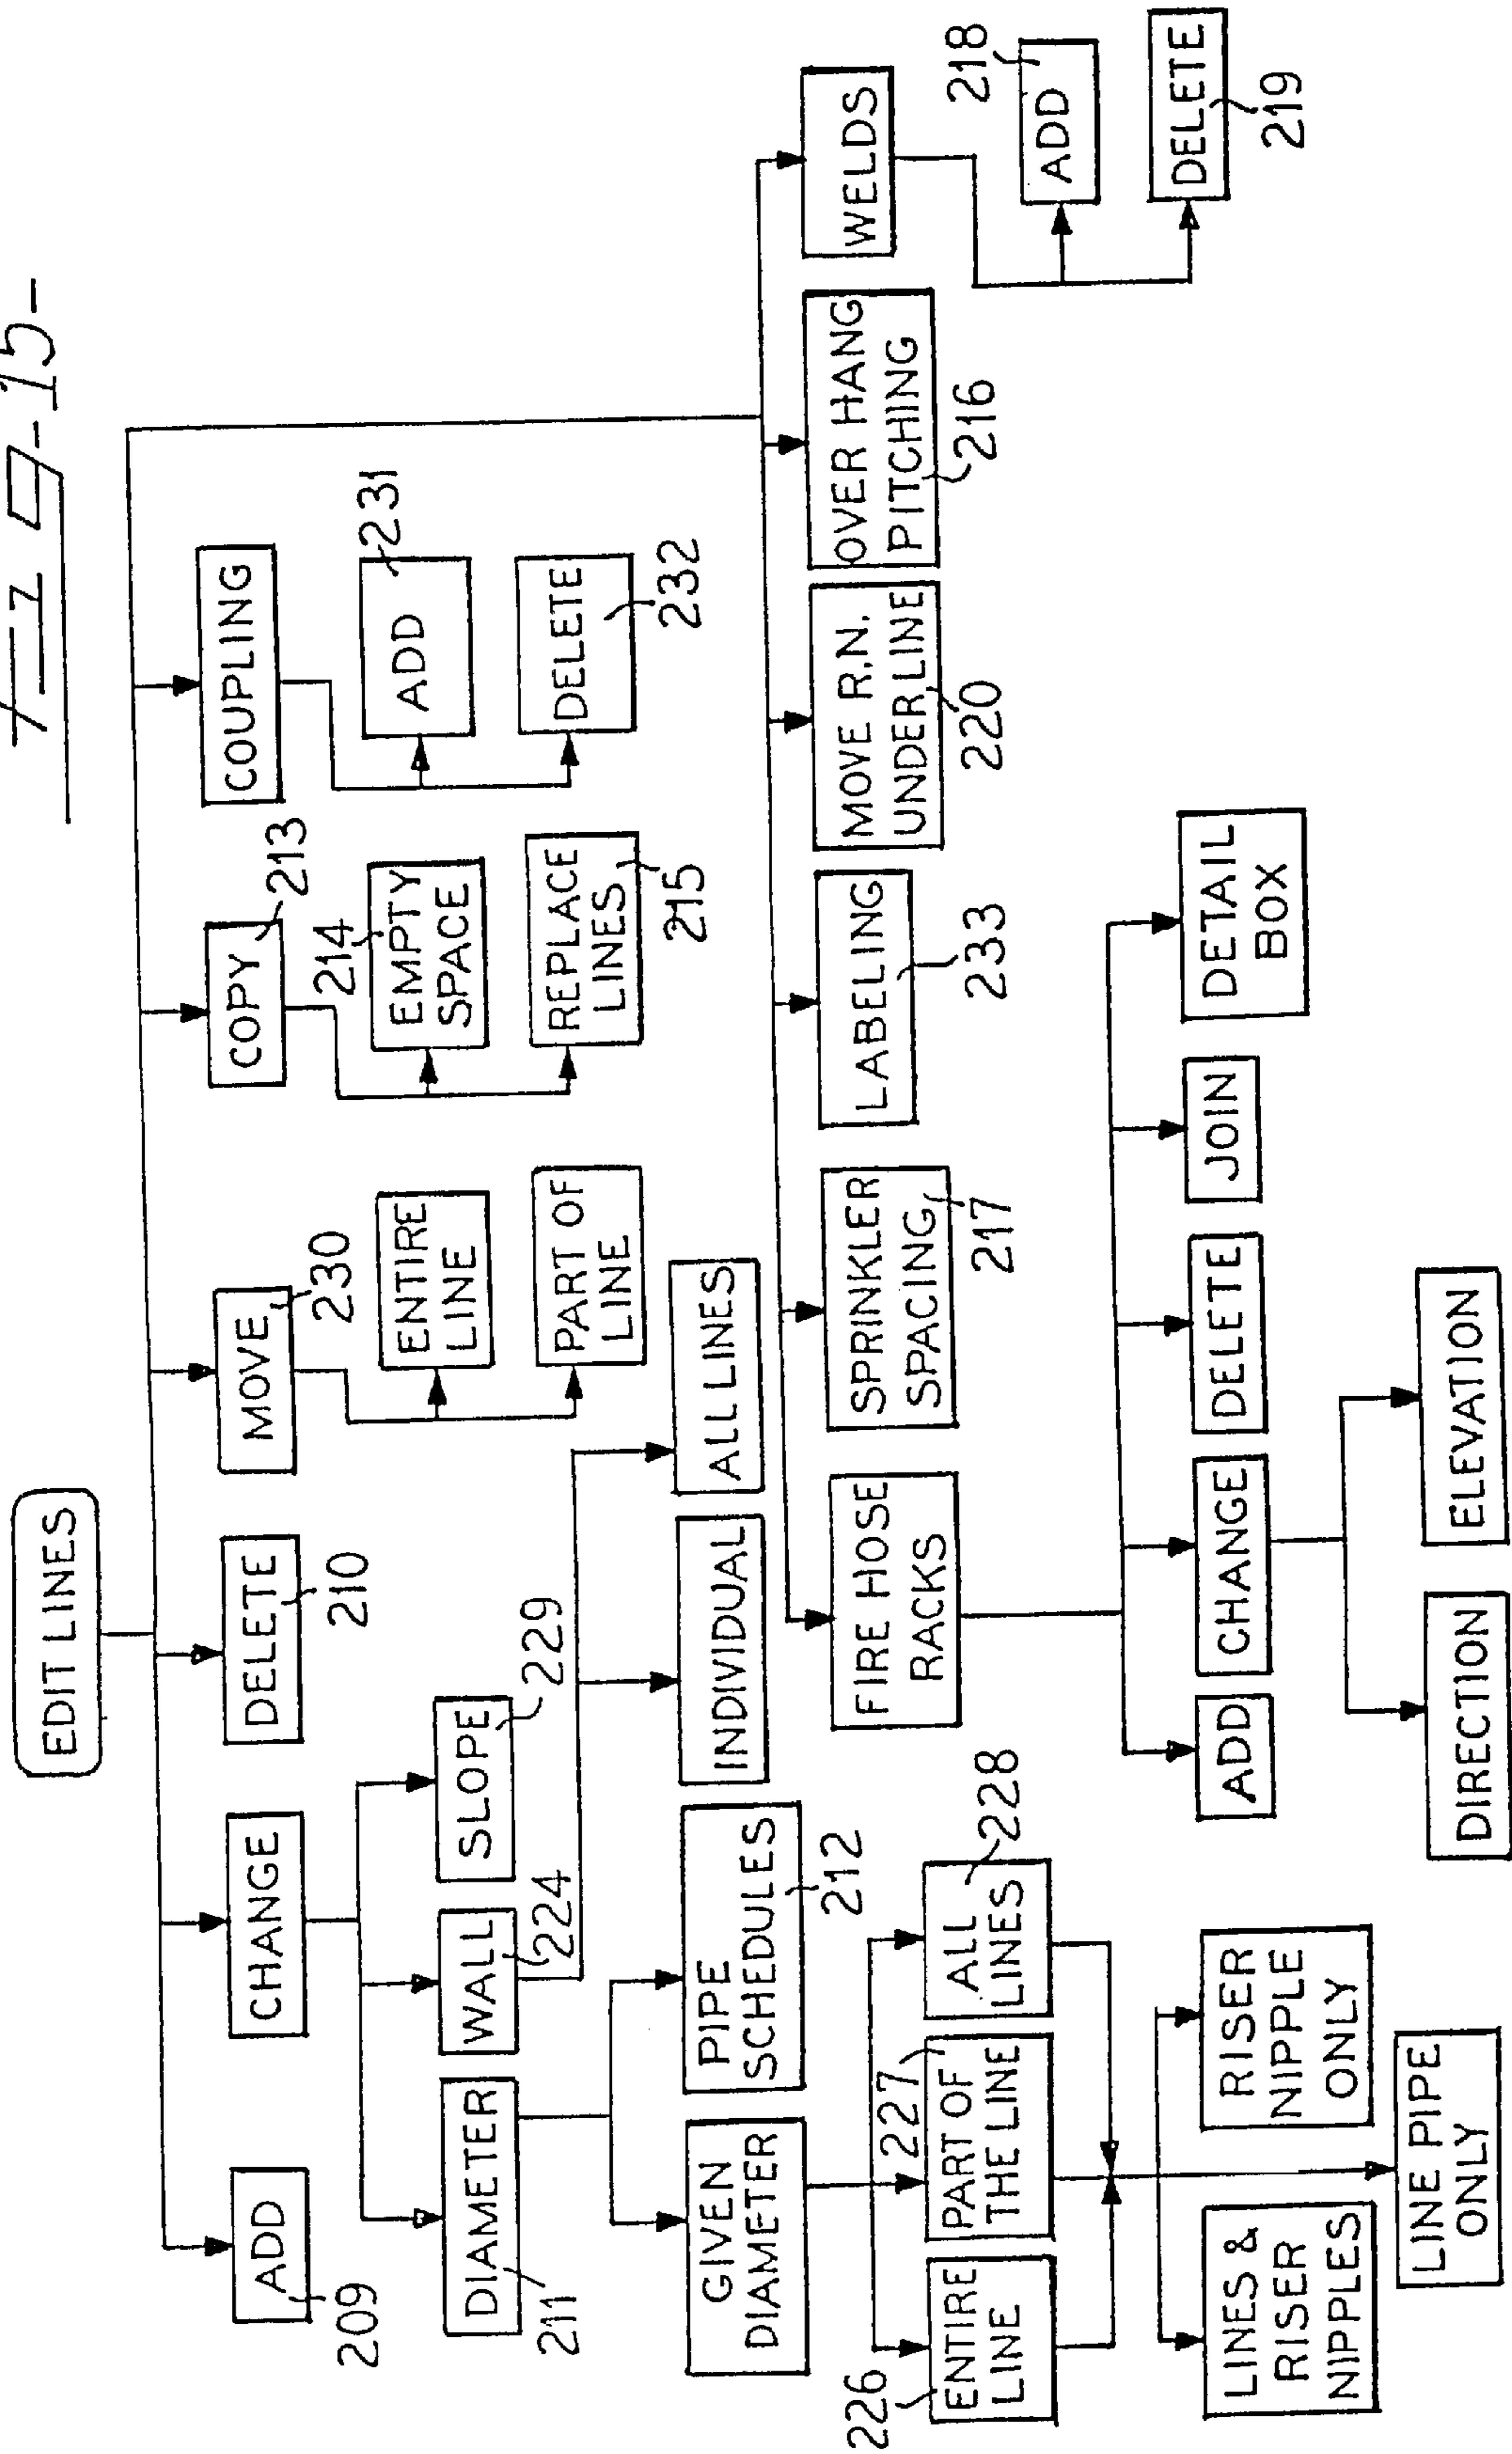 Fig-15-
EDIT LINES
ADD
209
CHANGE
DELETE
210
MOVE
230
COPY
213
COUPLING
DIAMETER
211
WALL
224
SLOPE
229
ENTIRE
LINE
PART OF
LINE
214
EMPTY
SPACE
REPLACE
LINES
215
231
ADD
DELETE
232
GIVEN
DIAMETER
PIPE
SCHEDULES
212
INDIVIDUAL
ALL LINES
226
ENTIRE
LINE
227
PART OF
THE LINE
228
ALL
LINES
LINES &
RISER
NIPPLES
RISER
NIPPLE
ONLY
LINE PIPE
ONLY
FIRE HOSE
RACKS
SPRINKLER
SPACING
217
LABELING
233
MOVE R.N.
UNDER LINE
220
OVER HANG
PITCHING
216
WELDS
218
ADD
DELETE
219
ADD
CHANGE
DELETE
JOIN
DETAIL
BOX
DIRECTION
ELEVATION